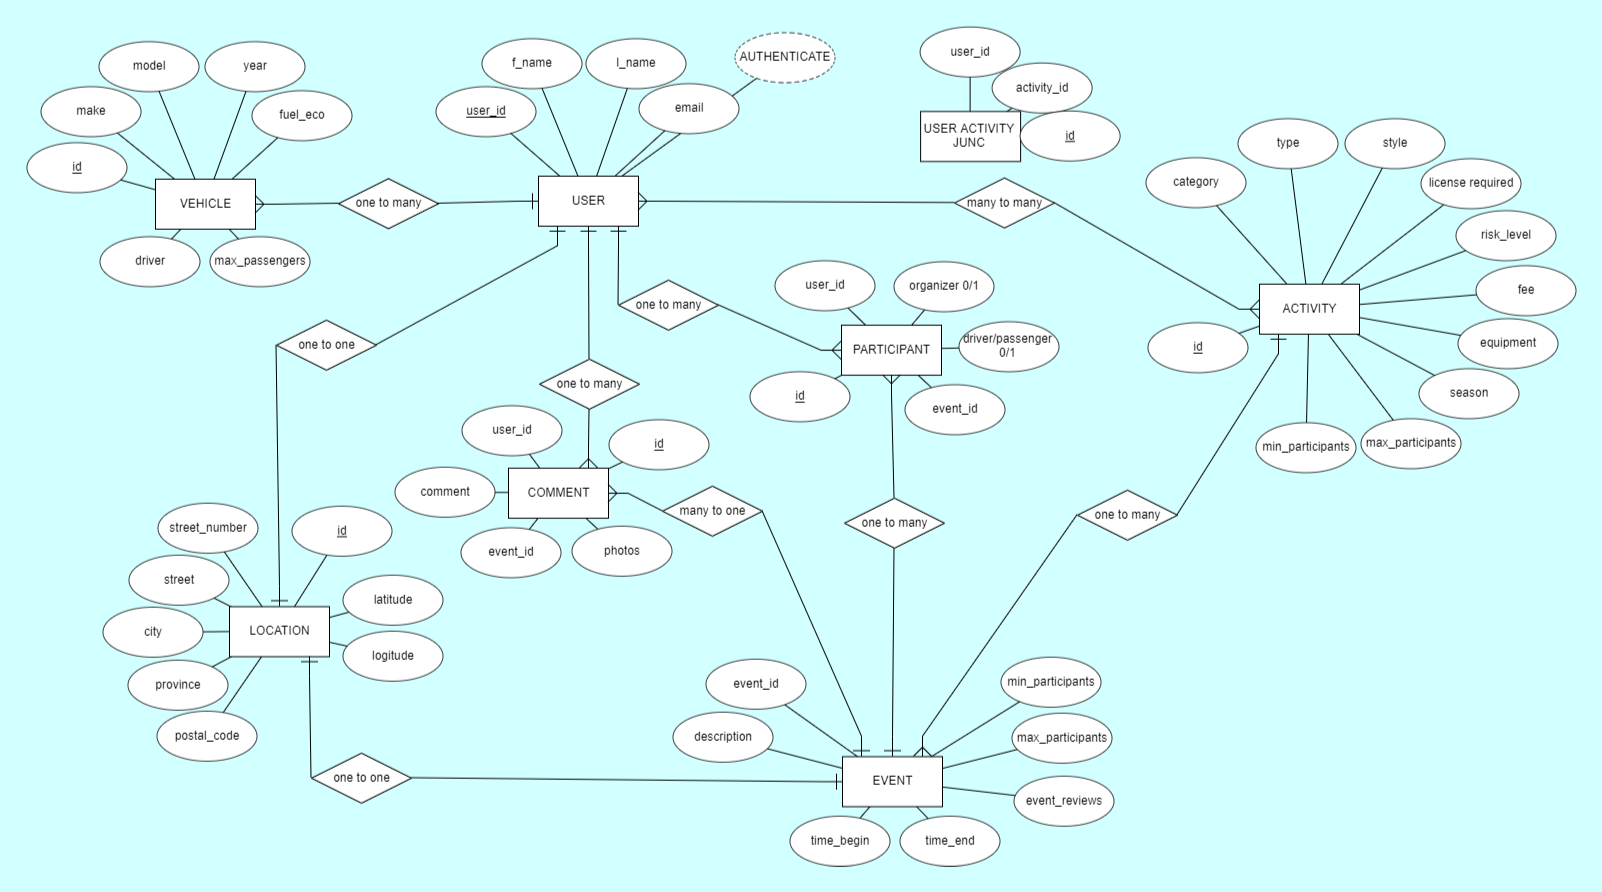 AUTHENTICATE
user_id
f_name
l_name
model
year
activity_id
email
make
user_id
fuel_eco
USER ACTIVITY
JUNC
id
type
style
id
category
license required
VEHICLE
one to many
USER
many to many
risk_level
driver
max_passengers
user_id
organizer 0/1
fee
one to many
ACTIVITY
one to one
PARTICIPANT
driver/passenger
0/1
id
equipment
one to many
id
event_id
season
user_id
id
min_participants
max_participants
comment
COMMENT
many to one
one to many
one to many
street_number
id
event_id
photos
street
latitude
city
LOCATION
logitude
province
event_id
min_participants
postal_code
description
max_participants
one to one
EVENT
event_reviews
time_begin
time_end